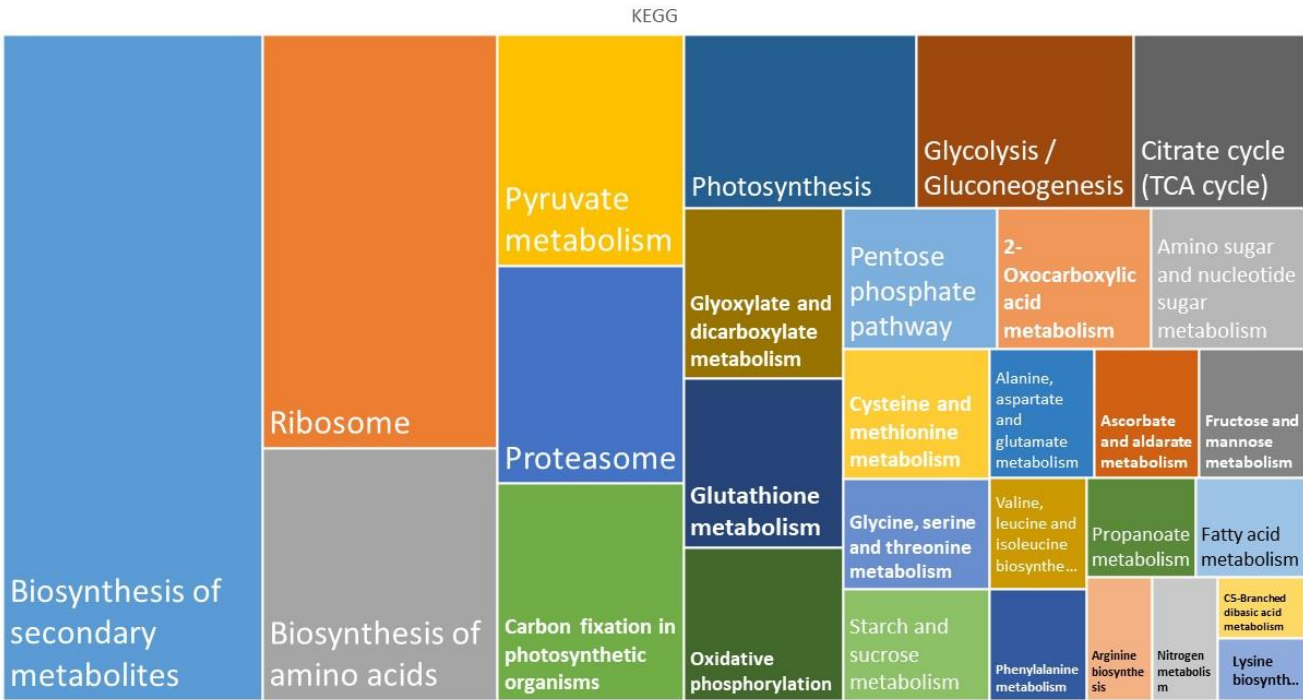 KEGG
Biosynthesis of
secondary
metabolites
Ribosome
Biosynthesis of
amino acids
Pyruvate
metabolism
Proteasome
Carbon fixation in
photosynthetic
organisms
Photosynthesis
Glycolysis /
Gluconeogenesis
Citrate cycle
(TCA cycle)
Glyoxylate and
dicarboxylate
metabolism
Glutathione
metabolism
Oxidative
phosphorylation
Pentose
phosphate
pathway
2-
Oxocarboxylic
acid
metabolism
Amino sugar
and nucleotide
sugar
metabolism
Cysteine and
methionine
metabolism
Alanine,
aspartate
and
glutamate
metabolism
Ascorbate
and aldarate
metabolism
Fructose and
mannose
metabolism
Glycine, serine
and threonine
metabolism
Valine,
leucine and
isoleucine
biosynthe...
Propanoate
metabolism
Fatty acid
metabolism
Starch and
sucrose
metabolism
Phenylalanine
metabolism
Arginine
biosynth
esis
Nitrogen
metabolis
m
C5-Branched
dibasic acid
metabolism
Lysine
biosynth...